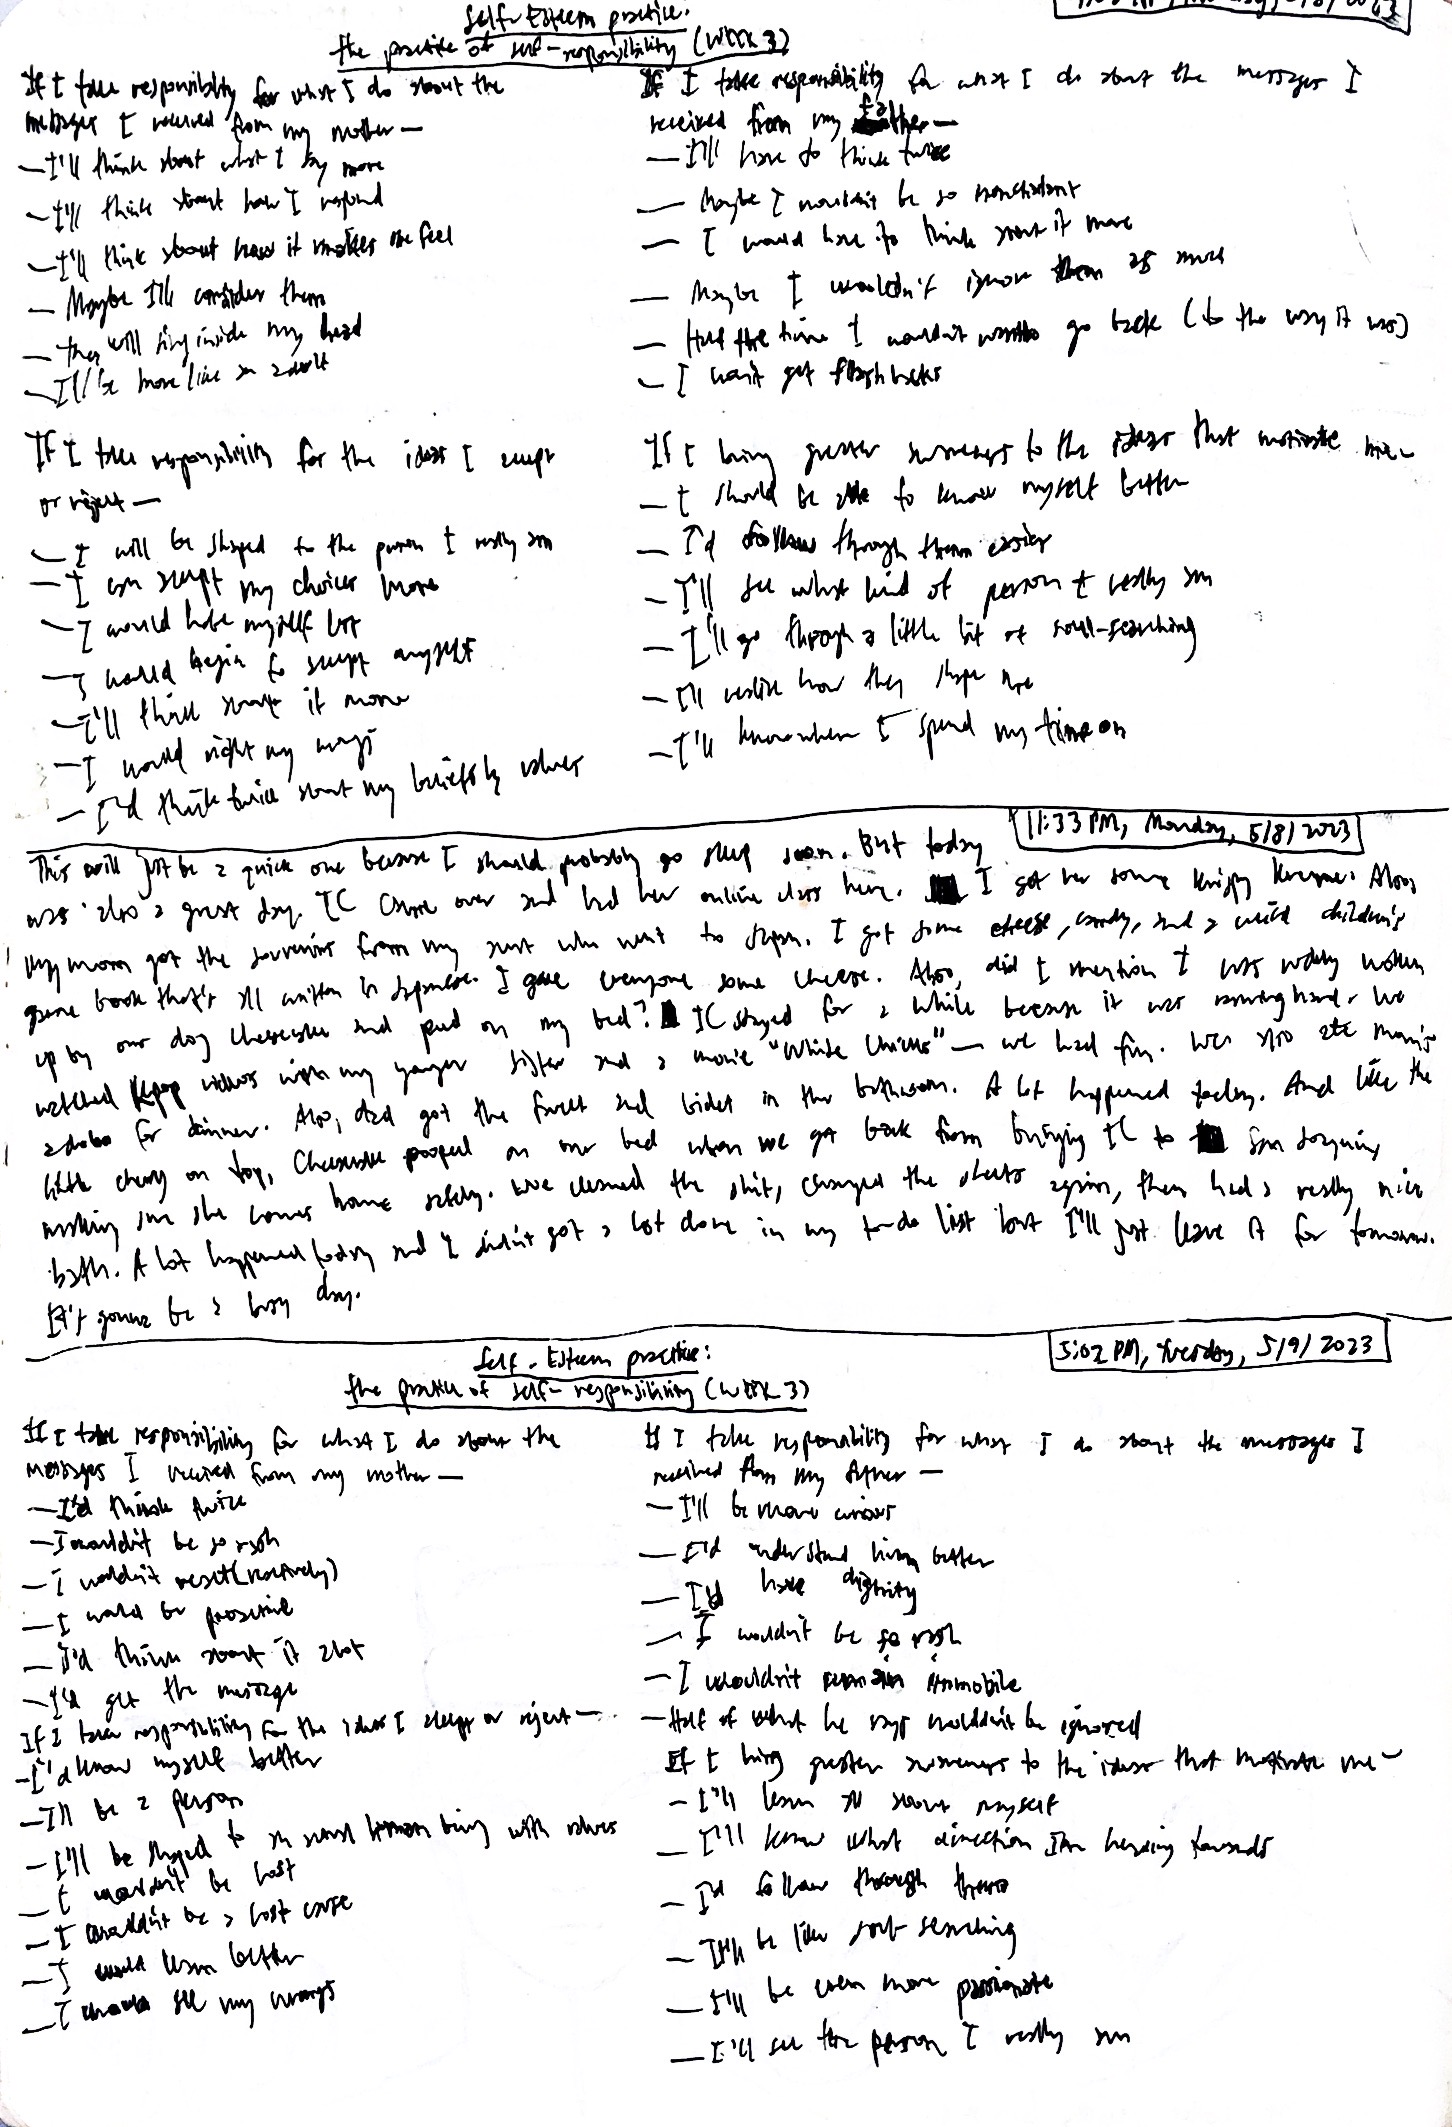 Self-Esteem practice:
the practice of self-responsibility (WEEK 3)
5/8/2023
If I take responsibility for what I do about the
messages I received from my mother —
— I'll think about what I say more
— I'll think about how I respond
— I'll think about how it makes me feel
— Maybe I'll consider them
— They will ring inside my head
— I'll be more like an adult
If I take responsibility for what I do about the messages I
received from my father —
— I'll have to think twice
— Maybe I wouldn't be so nonchalant
— I would have to think about it more
— Maybe I wouldn't ignore them as much
— Half the time I wouldn't want to go back (to the way it was)
— I won't get flashbacks
If I take responsibility for the ideas I accept
or reject —
— I will be shaped to the person I really am
— I can accept my choices more
— I would hate myself less
— I would begin to accept myself
— I'll think about it more
— I would right my wrongs
— I'd think twice about my beliefs & values
If I bring greater awareness to the ideas that motivate me —
— I should be able to know myself better
— I'd follow through them easier
— I'll see what kind of person I really am
— I'll go through a little bit of soul-searching
— I'll realize how they shape me
— I'll know where I spend my time on
11:33 PM, Monday, 5/8/2023
This will just be a quick one because I should probably go sleep soon. But today
was also a great day. IC came over and had her online class here. I got her some Krispy Kreme. Also,
my mom got the souvenirs from my aunt who went to Japan. I got some cheese, candy, and a weird children's
game book that's all written in Japanese. I gave everyone some cheese. Also, did I mention I was rudely woken
up by our dog Cheesecake and peed on my bed? IC stayed for a while because it was raining hard. We
watched Kpop videos with my younger sister and a movie "White Chicks" — we had fun. We also ate mom's
adobo for dinner. Also, dad got the faucet and bidet in the bathroom. A lot happened today. And like the
little cherry on top, Cheesecake pooped on our bed when we got back from bringing IC to
making sure she comes home safely. We cleaned the shit, changed the sheets again, then had a really nice
bath. A lot happened today and I didn't get a lot done in my to-do list but I'll just leave it for tomorrow.
It's gonna be a busy day.
5:02 PM, Tuesday, 5/9/2023
Self-Esteem practice:
the practice of self-responsibility (WEEK 3)
If I take responsibility for what I do about the
messages I received from my mother —
— I'd think twice
— I wouldn't be so rash
— I wouldn't react (reactively)
— I would be proactive
— I'd think about it a lot
— I'd get the message
If I take responsibility for what I do about the messages I
received from my father —
— I'll be more curious
— I'd understand him better
— I'd have dignity
— I wouldn't be so rash
— I wouldn't remain immobile
— Half of what he says wouldn't be ignored
If I take responsibility for the ideas I accept or reject —
— I'd know myself better
— I'll be a person
— I'll be shaped to an actual human being with values
— I wouldn't be lost
— I wouldn't be a lost cause
— I would learn better
— I would see my wrongs
If I bring greater awareness to the ideas that motivate me —
— I'll learn all about myself
— I'll know what direction I'm heading towards
— I'd follow through them
— It'll be like soul searching
— I'll be even more passionate
— I'll see the person I really am